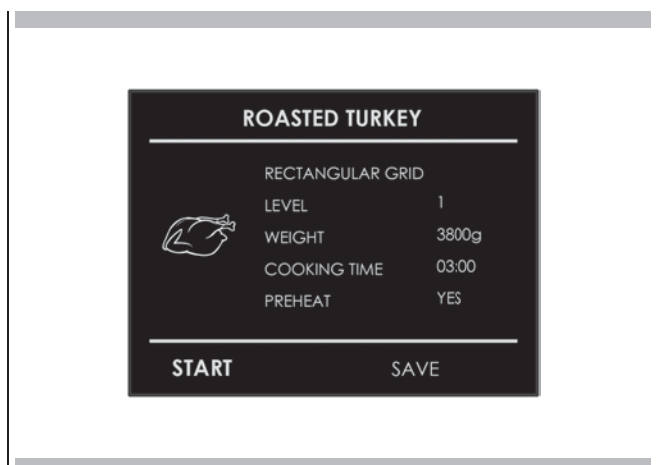 ROASTED TURKEY
RECTANGULAR GRID
LEVEL 1
WEIGHT 3800g
COOKING TIME 03:00
PREHEAT YES
START SAVE